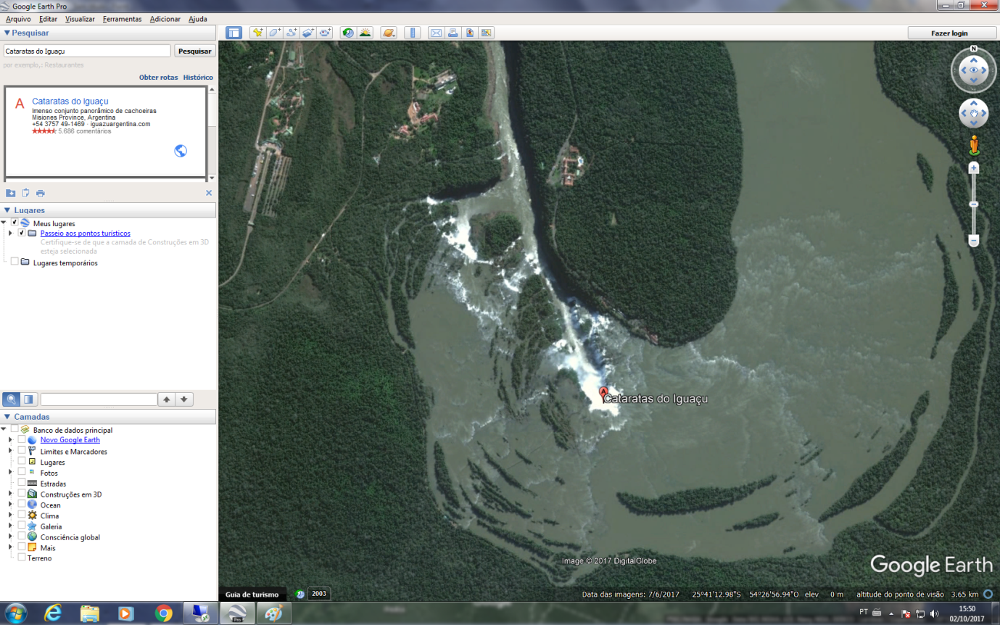 Google Earth Pro
Arquivo Editar Visualizar Ferramentas Adicionar Ajuda
Pesquisar
Cataratas do Iguaçu
Pesquisar
por exemplo,: Restaurantes
Obter rotas Histórico
A
Cataratas do Iguaçu
Imenso conjunto panorâmico de cachoeiras
Misiones Province, Argentina
+54 3757 49-1469 · iguazuargentina.com
5.686 comentários
Lugares
Meus lugares
Passeio aos pontos turísticos
Certifique-se de que a camada de Construções em 3D
esteja selecionada
Lugares temporários
Camadas
Banco de dados principal
Novo Google Earth
Limites e Marcadores
Lugares
Fotos
Estradas
Construções em 3D
Ocean
Clima
Galeria
Consciência global
Mais
Terreno
Fazer login
N
A
Cataratas do Iguaçu
Image © 2017 DigitalGlobe
Google Earth
Guia de turismo
2003
Data das imagens: 7/6/2017 25°41'12.98"S 54°26'56.94"O elev 0 m altitude do ponto de visão 3.65 km
Pro
PT
15:50
02/10/2017